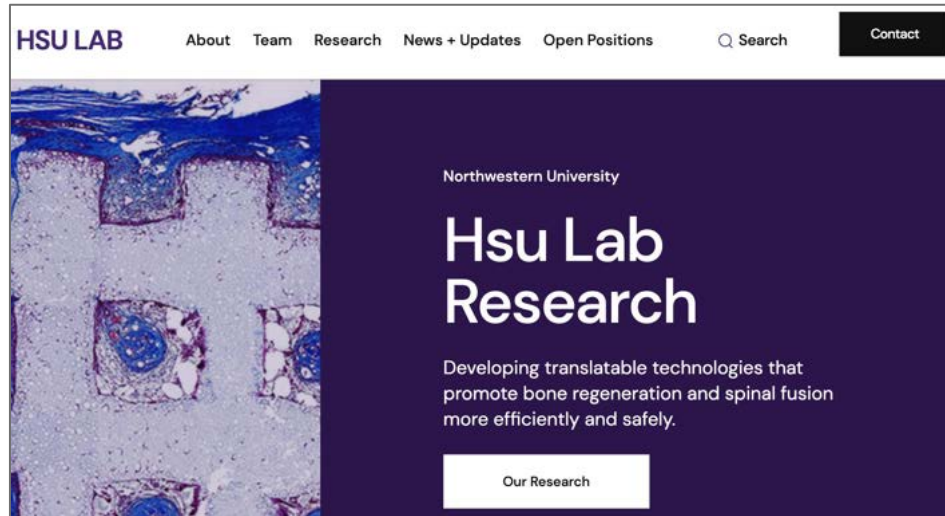 HSU LAB
About Team Research News + Updates Open Positions Search Contact
Northwestern University
Hsu Lab
Research
Developing translatable technologies that
promote bone regeneration and spinal fusion
more efficiently and safely.
Our Research